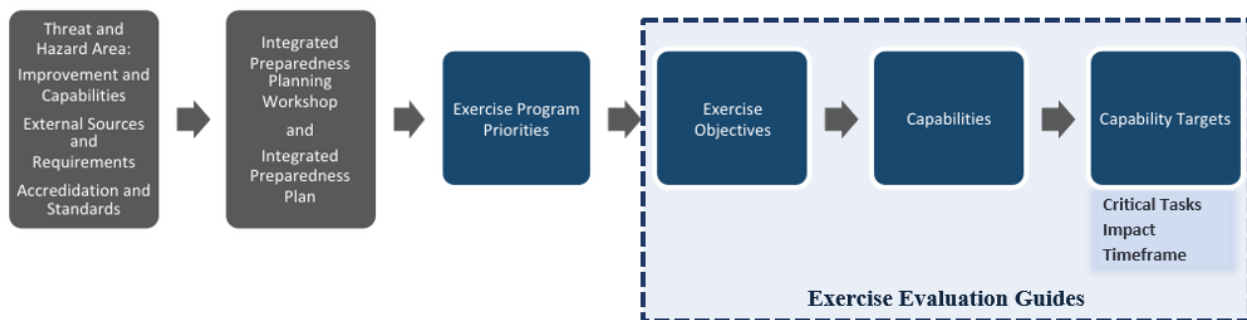 Threat and
Hazard Area:
Improvement and
Capabilities
External Sources
and
Requirements
Accredidation and
Standards
Integrated
Preparedness
Planning
Workshop
and
Integrated
Preparedness
Plan
Exercise Program
Priorities
Exercise
Objectives
Capabilities
Capability Targets
Critical Tasks
Impact
Timeframe
Exercise Evaluation Guides